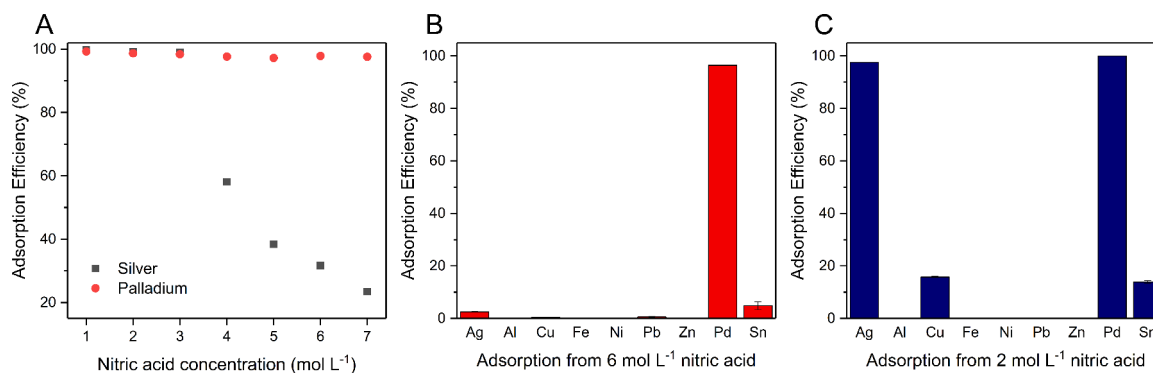 A
Adsorption Efficiency (%)
100
80
60
40
20
Silver
Palladium
1 2 3 4 5 6 7
Nitric acid concentration (mol L⁻¹)
B
Adsorption Efficiency (%)
100
80
60
40
20
0
Ag Al Cu Fe Ni Pb Zn Pd Sn
Adsorption from 6 mol L⁻¹ nitric acid
C
Adsorption Efficiency (%)
100
80
60
40
20
0
Ag Al Cu Fe Ni Pb Zn Pd Sn
Adsorption from 2 mol L⁻¹ nitric acid